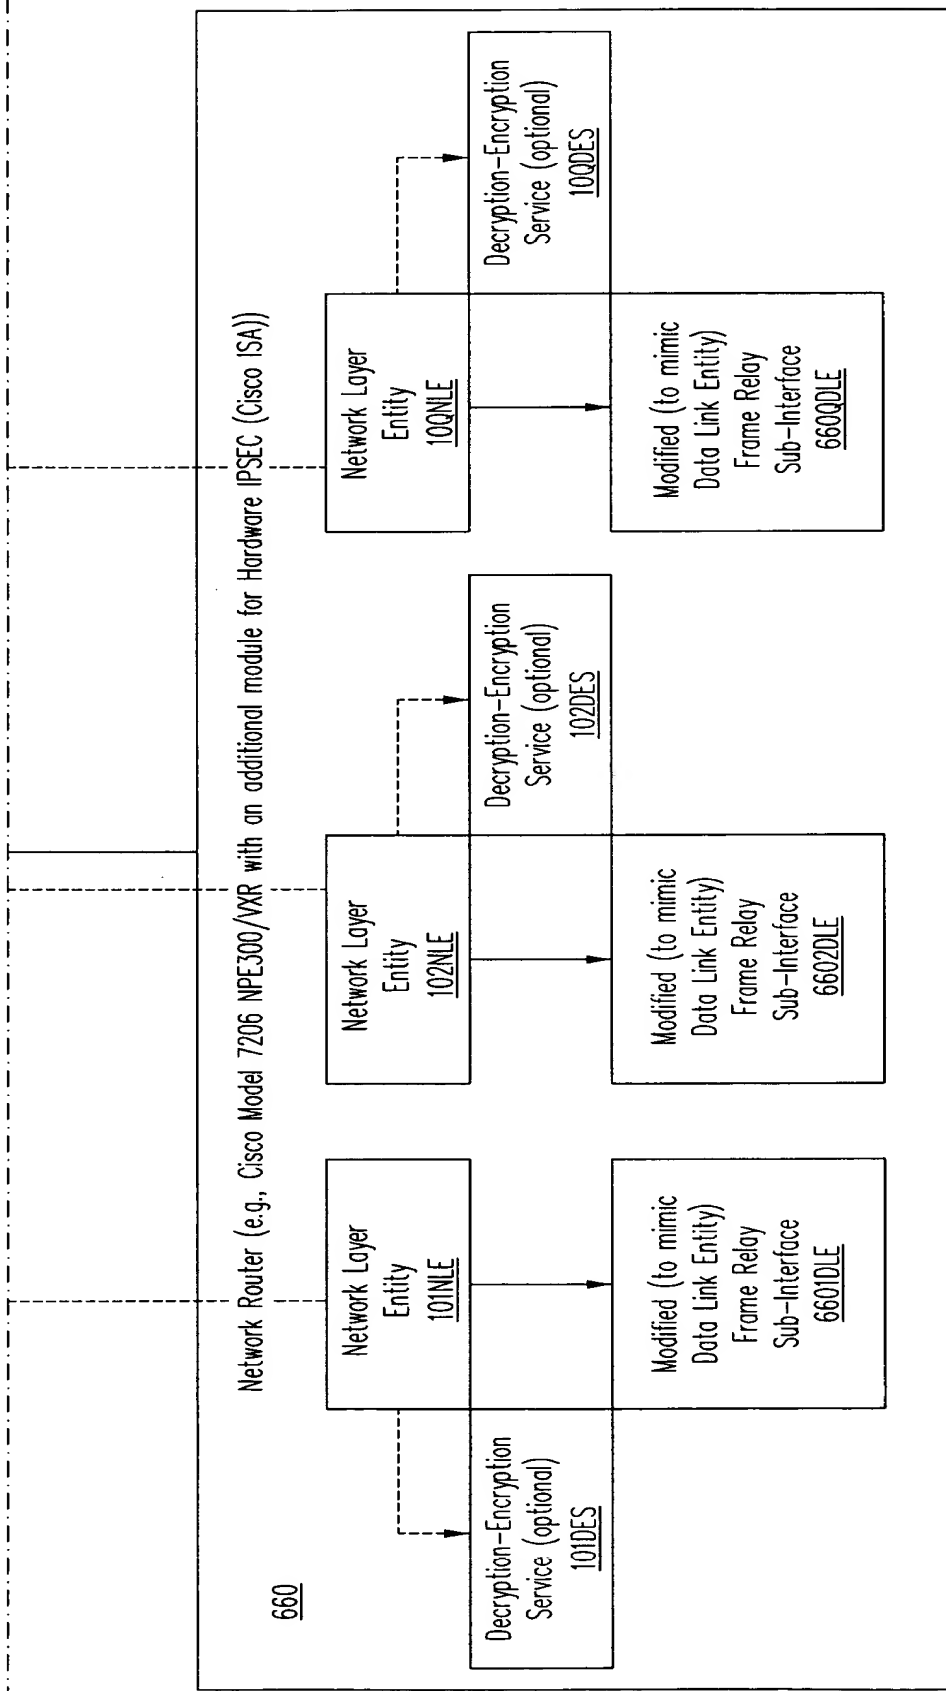 660
Network Router (e.g., Cisco Model 7206 NPE300/VXR with an additional module for Hardware IPSEC (Cisco ISA))
Network Layer
Entity
101NLE
Decryption-Encryption
Service (optional)
101DES
Modified (to mimic
Data Link Entity)
Frame Relay
Sub-Interface
6601DLE
Network Layer
Entity
102NLE
Decryption-Encryption
Service (optional)
102DES
Modified (to mimic
Data Link Entity)
Frame Relay
Sub-Interface
6602DLE
Network Layer
Entity
10QNLE
Decryption-Encryption
Service (optional)
10QDES
Modified (to mimic
Data Link Entity)
Frame Relay
Sub-Interface
660QDLE